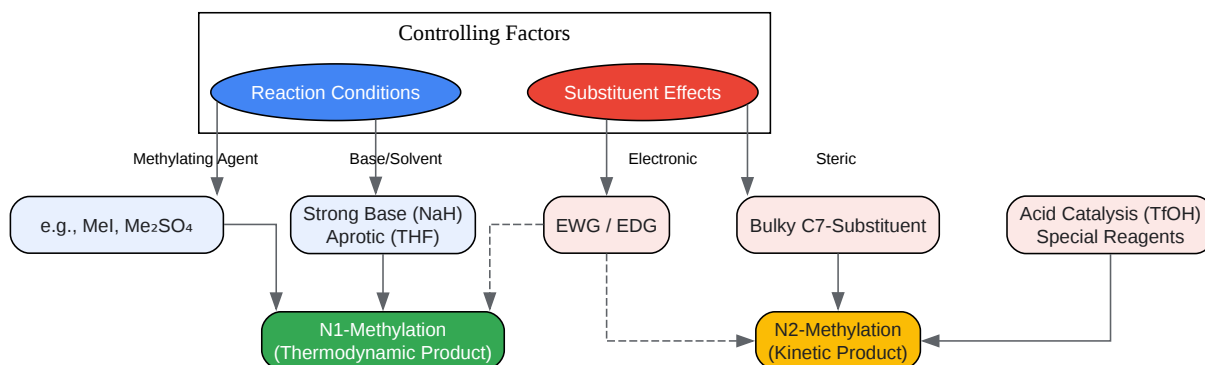 Controlling Factors
Reaction Conditions
Substituent Effects
Methylating Agent
Base/Solvent
Electronic
Steric
e.g., MeI, Me₂SO₄
Strong Base (NaH)
Aprotic (THF)
EWG / EDG
Bulky C7-Substituent
Acid Catalysis (TfOH)
Special Reagents
N1-Methylation
(Thermodynamic Product)
N2-Methylation
(Kinetic Product)